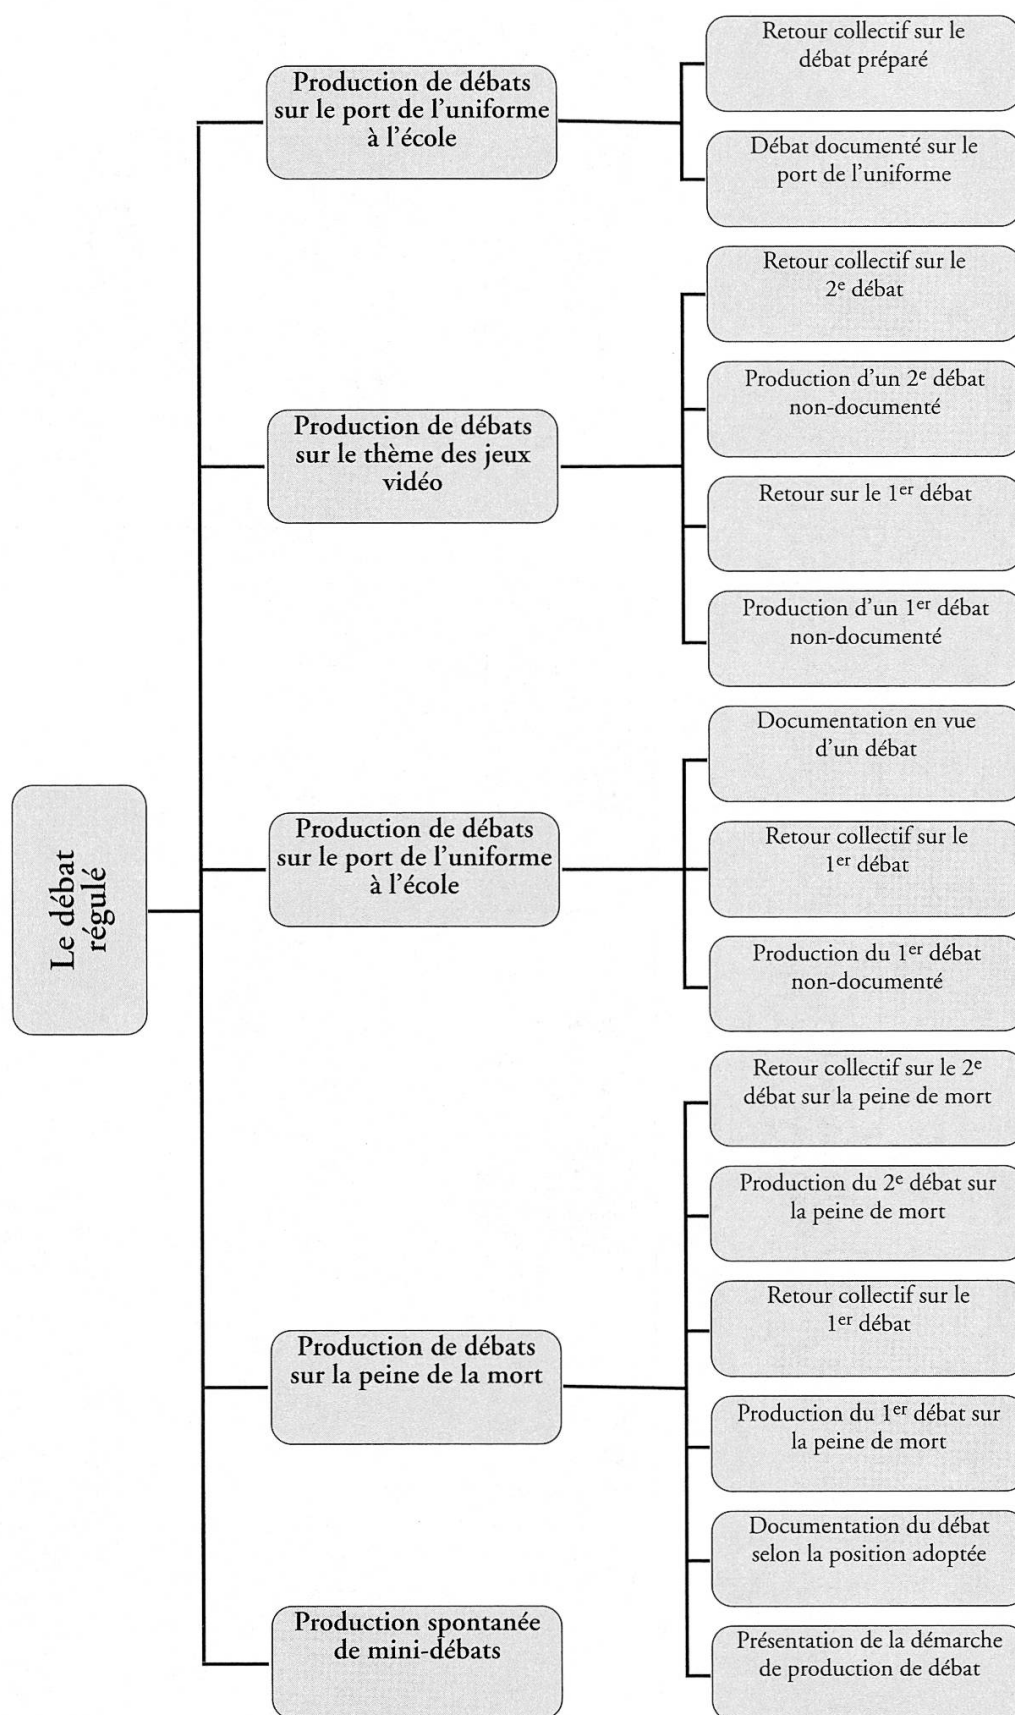 Le débat
régulé
Production de débats
sur le port de l'uniforme
à l'école
Retour collectif sur le
débat préparé
Débat documenté sur le
port de l'uniforme
Production de débats
sur le thème des jeux
vidéo
Retour collectif sur le
2e débat
Production d'un 2e débat
non-documenté
Retour sur le 1er débat
Production d'un 1er débat
non-documenté
Production de débats
sur le port de l'uniforme
à l'école
Documentation en vue
d'un débat
Retour collectif sur le
1er débat
Production du 1er débat
non-documenté
Production de débats
sur la peine de la mort
Retour collectif sur le 2e
débat sur la peine de mort
Production du 2e débat sur
la peine de mort
Retour collectif sur le
1er débat
Production du 1er débat sur
la peine de mort
Documentation du débat
selon la position adoptée
Présentation de la démarche
de production de débat
Production spontanée
de mini-débats